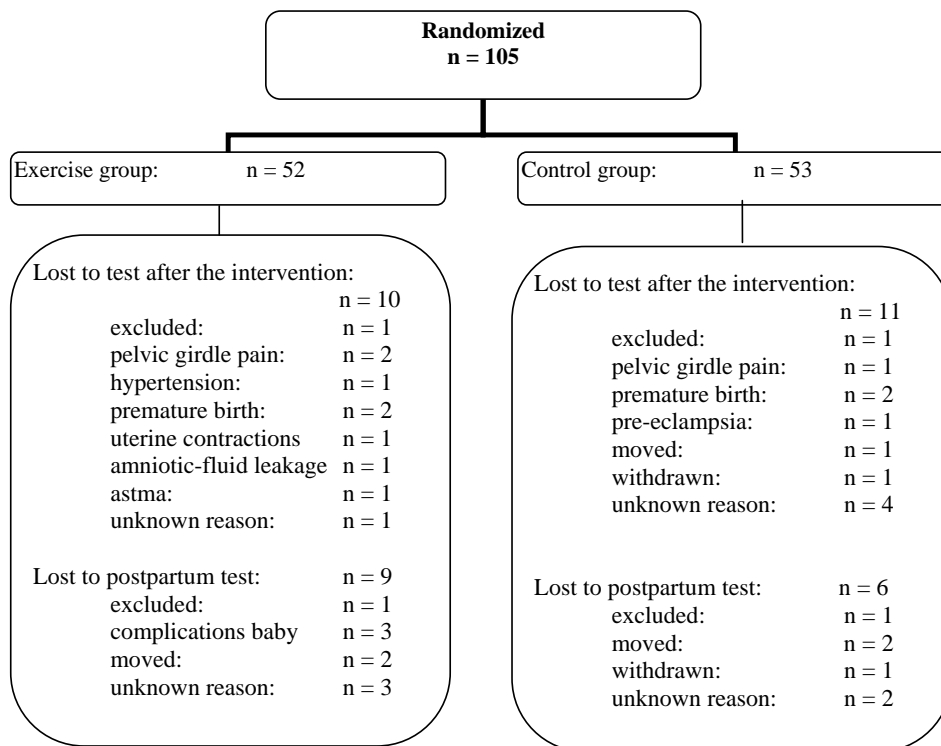 Randomized
n = 105
Exercise group: n = 52
Control group: n = 53
Lost to test after the intervention:
n = 10
excluded: n = 1
pelvic girdle pain: n = 2
hypertension: n = 1
premature birth: n = 2
uterine contractions n = 1
amniotic-fluid leakage n = 1
astma: n = 1
unknown reason: n = 1
Lost to postpartum test: n = 9
excluded: n = 1
complications baby n = 3
moved: n = 2
unknown reason: n = 3
Lost to test after the intervention:
n = 11
excluded: n = 1
pelvic girdle pain: n = 1
premature birth: n = 2
pre-eclampsia: n = 1
moved: n = 1
withdrawn: n = 1
unknown reason: n = 4
Lost to postpartum test: n = 6
excluded: n = 1
moved: n = 2
withdrawn: n = 1
unknown reason: n = 2